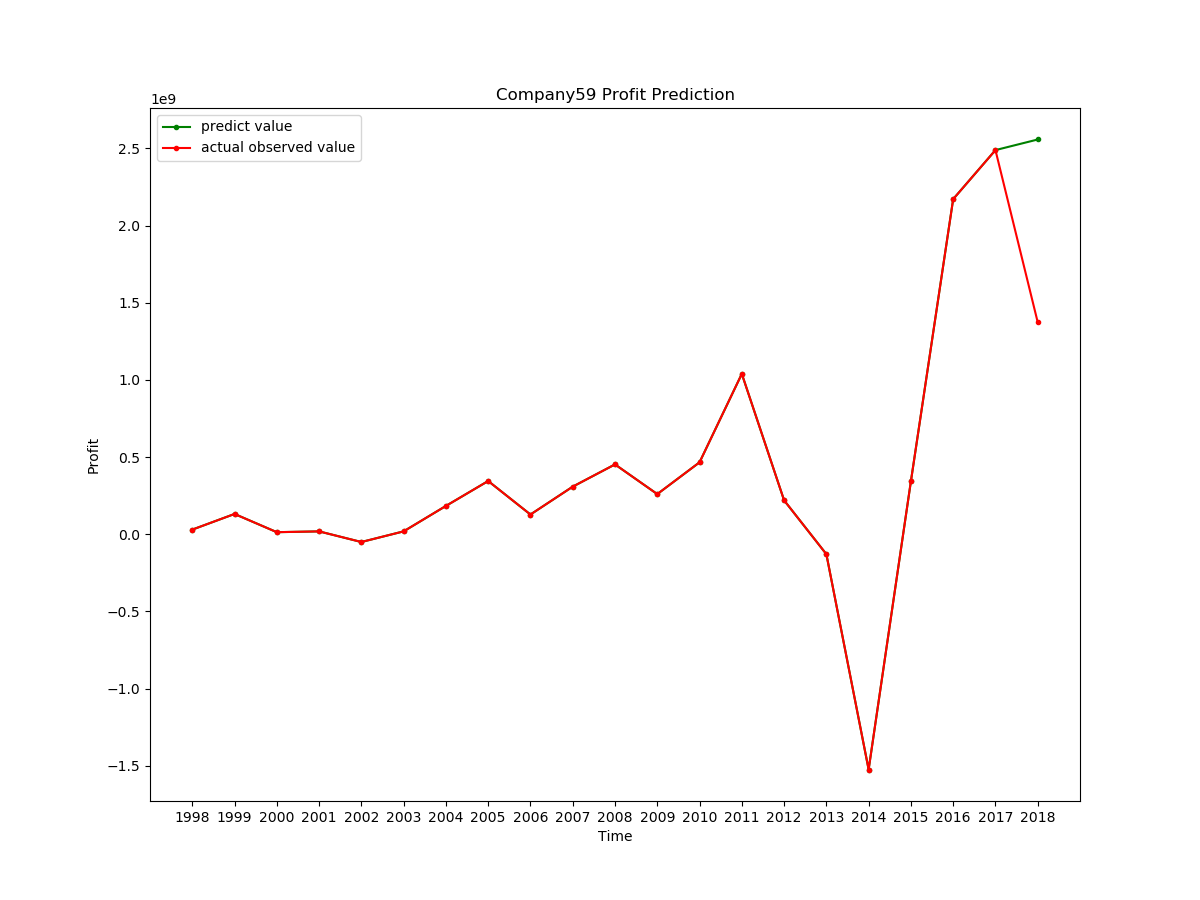 Company59 Profit Prediction
1e9
predict value
actual observed value
2.5
2.0
1.5
1.0
0.5
0.0
−0.5
−1.0
−1.5
Profit
1998 1999 2000 2001 2002 2003 2004 2005 2006 2007 2008 2009 2010 2011 2012 2013 2014 2015 2016 2017 2018
Time